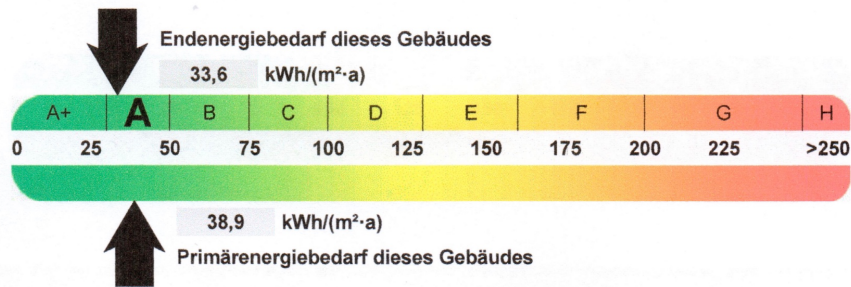 Endenergiebedarf dieses Gebäudes
33,6 kWh/(m²·a)
A+ A B C D E F G H
0 25 50 75 100 125 150 175 200 225 >250
38,9 kWh/(m²·a)
Primärenergiebedarf dieses Gebäudes